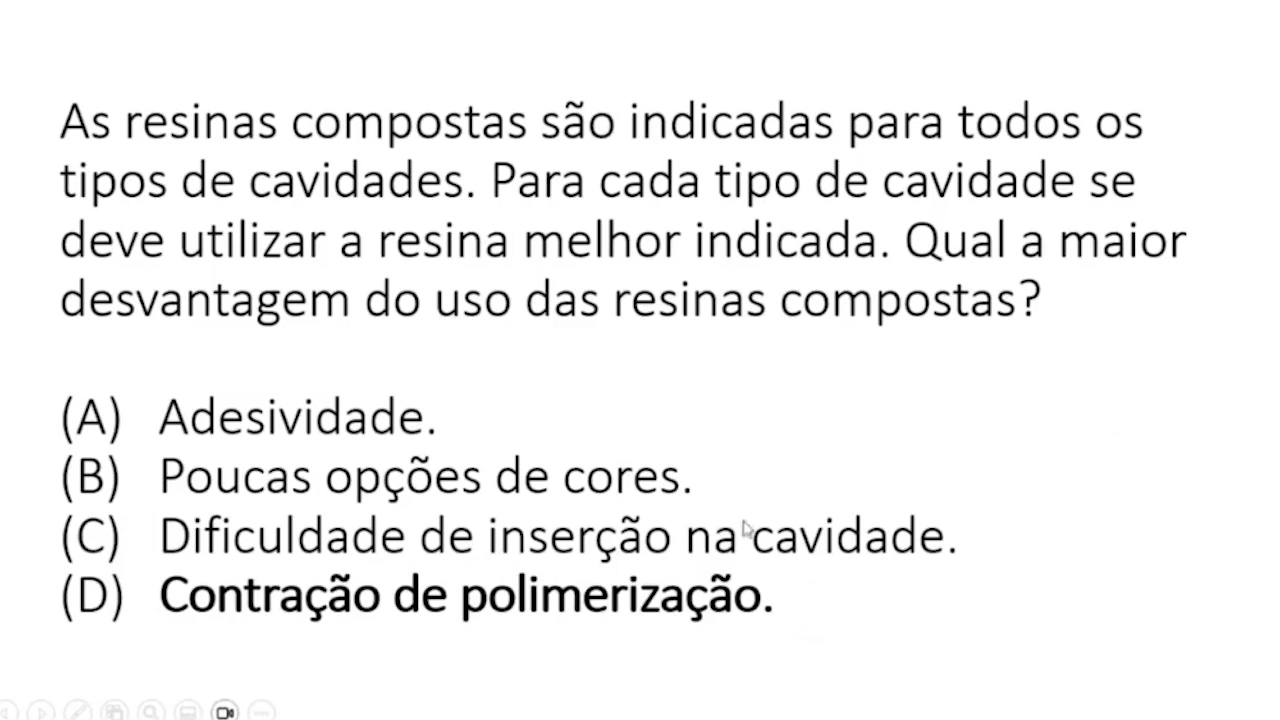 As resinas compostas são indicadas para todos os
tipos de cavidades. Para cada tipo de cavidade se
deve utilizar a resina melhor indicada. Qual a maior
desvantagem do uso das resinas compostas?
(A) Adesividade.
(B) Poucas opções de cores.
(C) Dificuldade de inserção na cavidade.
(D) Contração de polimerização.